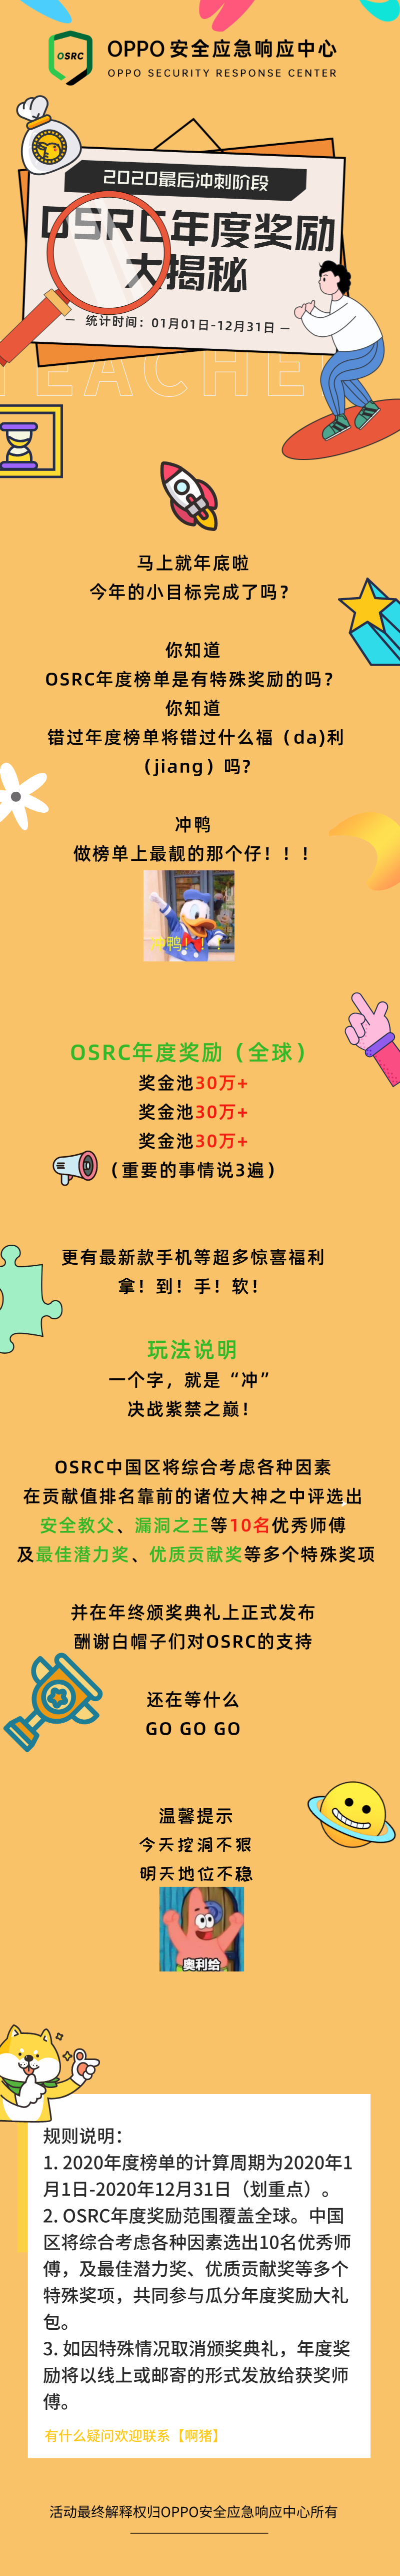 OSRC
OPPO 安全应急响应中心
OPPO SECURITY RESPONSE CENTER
2020最后冲刺阶段
OSRC年度奖励
大揭秘
— 统计时间：01月01日-12月31日 —
TEACHE
马上就年底啦
今年的小目标完成了吗?
你知道
OSRC年度榜单是有特殊奖励的吗?
你知道
错过年度榜单将错过什么福（da)利
（jiang）吗?
冲鸭
做榜单上最靓的那个仔！！！
冲鸭！！！
OSRC年度奖励（全球）
奖金池30万+
奖金池30万+
奖金池30万+
（重要的事情说3遍）
更有最新款手机等超多惊喜福利
拿！到！手！软！
玩法说明
一个字，就是“冲”
决战紫禁之巅！
OSRC中国区将综合考虑各种因素
在贡献值排名靠前的诸位大神之中评选出
安全教父、漏洞之王等10名优秀师傅
及最佳潜力奖、优质贡献奖等多个特殊奖项
并在年终颁奖典礼上正式发布
酬谢白帽子们对OSRC的支持
还在等什么
GO GO GO
温馨提示
今天挖洞不狠
明天地位不稳
奥利给
规则说明：
1. 2020年度榜单的计算周期为2020年1
月1日-2020年12月31日（划重点）。
2. OSRC年度奖励范围覆盖全球。中国
区将综合考虑各种因素选出10名优秀师
傅，及最佳潜力奖、优质贡献奖等多个
特殊奖项，共同参与瓜分年度奖励大礼
包。
3. 如因特殊情况取消颁奖典礼，年度奖
励将以线上或邮寄的形式发放给获奖师
傅。
有什么疑问欢迎联系【啊猪】
活动最终解释权归OPPO安全应急响应中心所有